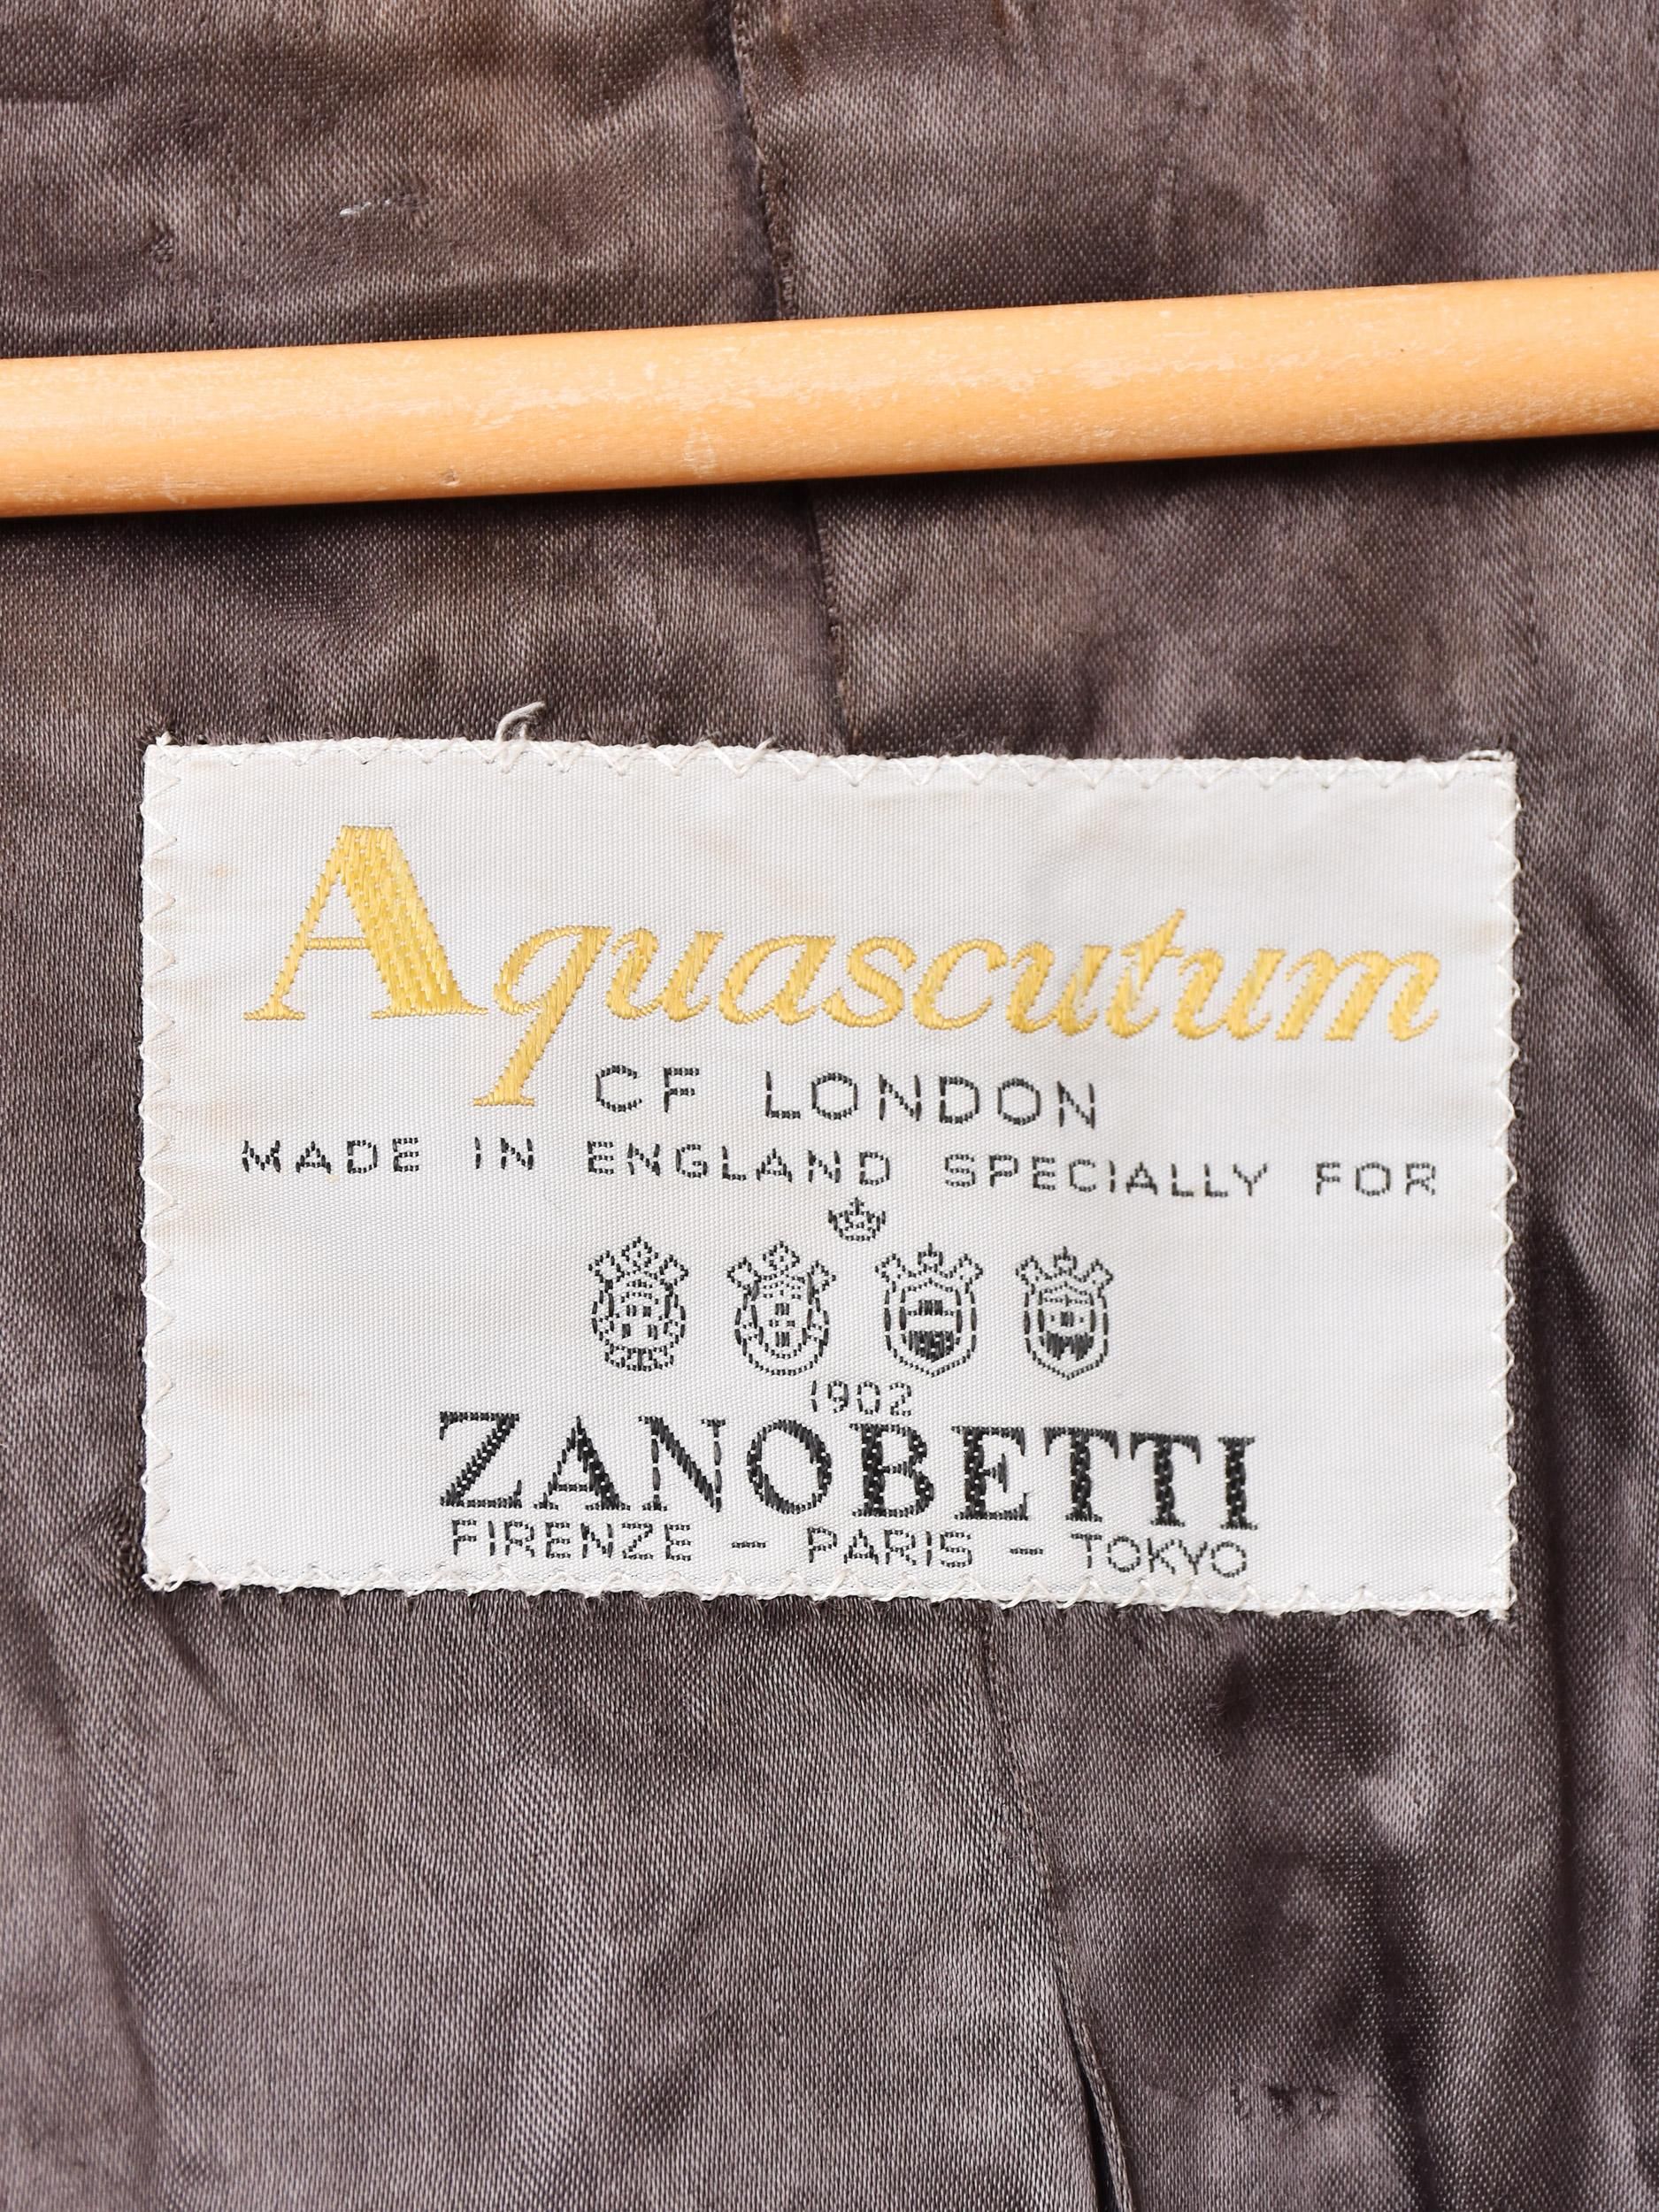 Aquascutum
CF LONDON
MADE IN ENGLAND SPECIALLY FOR
1902
ZANOBETTI
FIRENZE - PARIS - TOKYO